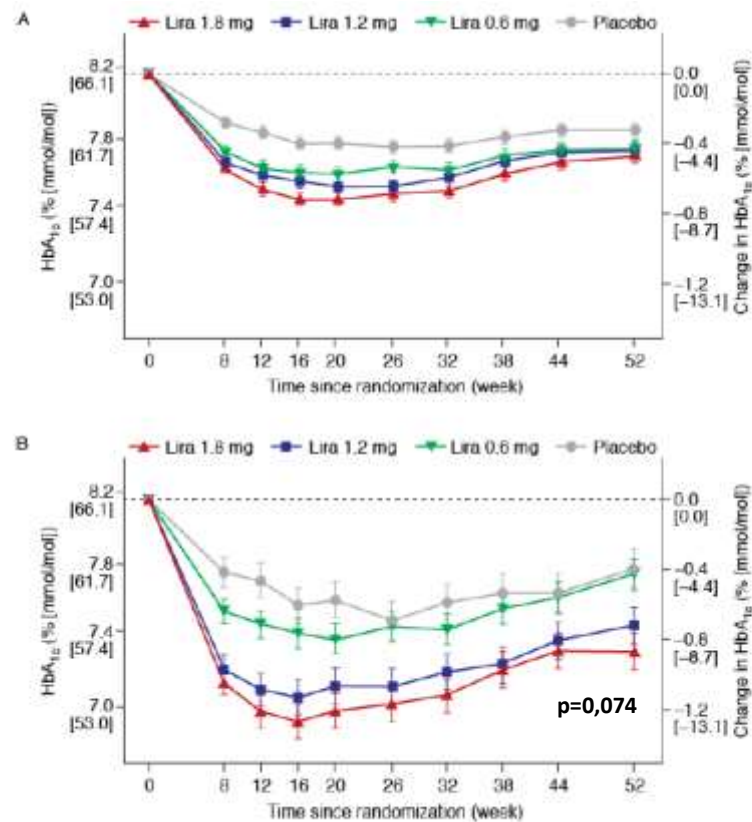 A
Lira 1.8 mg Lira 1.2 mg Lira 0.6 mg Placebo
HbA1c (% [mmol/mol])
8.2
[66.1]
7.8
[61.7]
7.4
[57.4]
7.0
[53.0]
0.0
[0.0]
−0.4
[−4.4]
−0.8
[−8.7]
−1.2
[−13.1]
Change in HbA1c (% [mmol/mol])
0 8 12 16 20 26 32 38 44 52
Time since randomization (week)
B
Lira 1.8 mg Lira 1.2 mg Lira 0.6 mg Placebo
HbA1c (% [mmol/mol])
8.2
[66.1]
7.8
[61.7]
7.4
[57.4]
7.0
[53.0]
0.0
[0.0]
−0.4
[−4.4]
−0.8
[−8.7]
−1.2
[−13.1]
Change in HbA1c (% [mmol/mol])
p=0,074
0 8 12 16 20 26 32 38 44 52
Time since randomization (week)